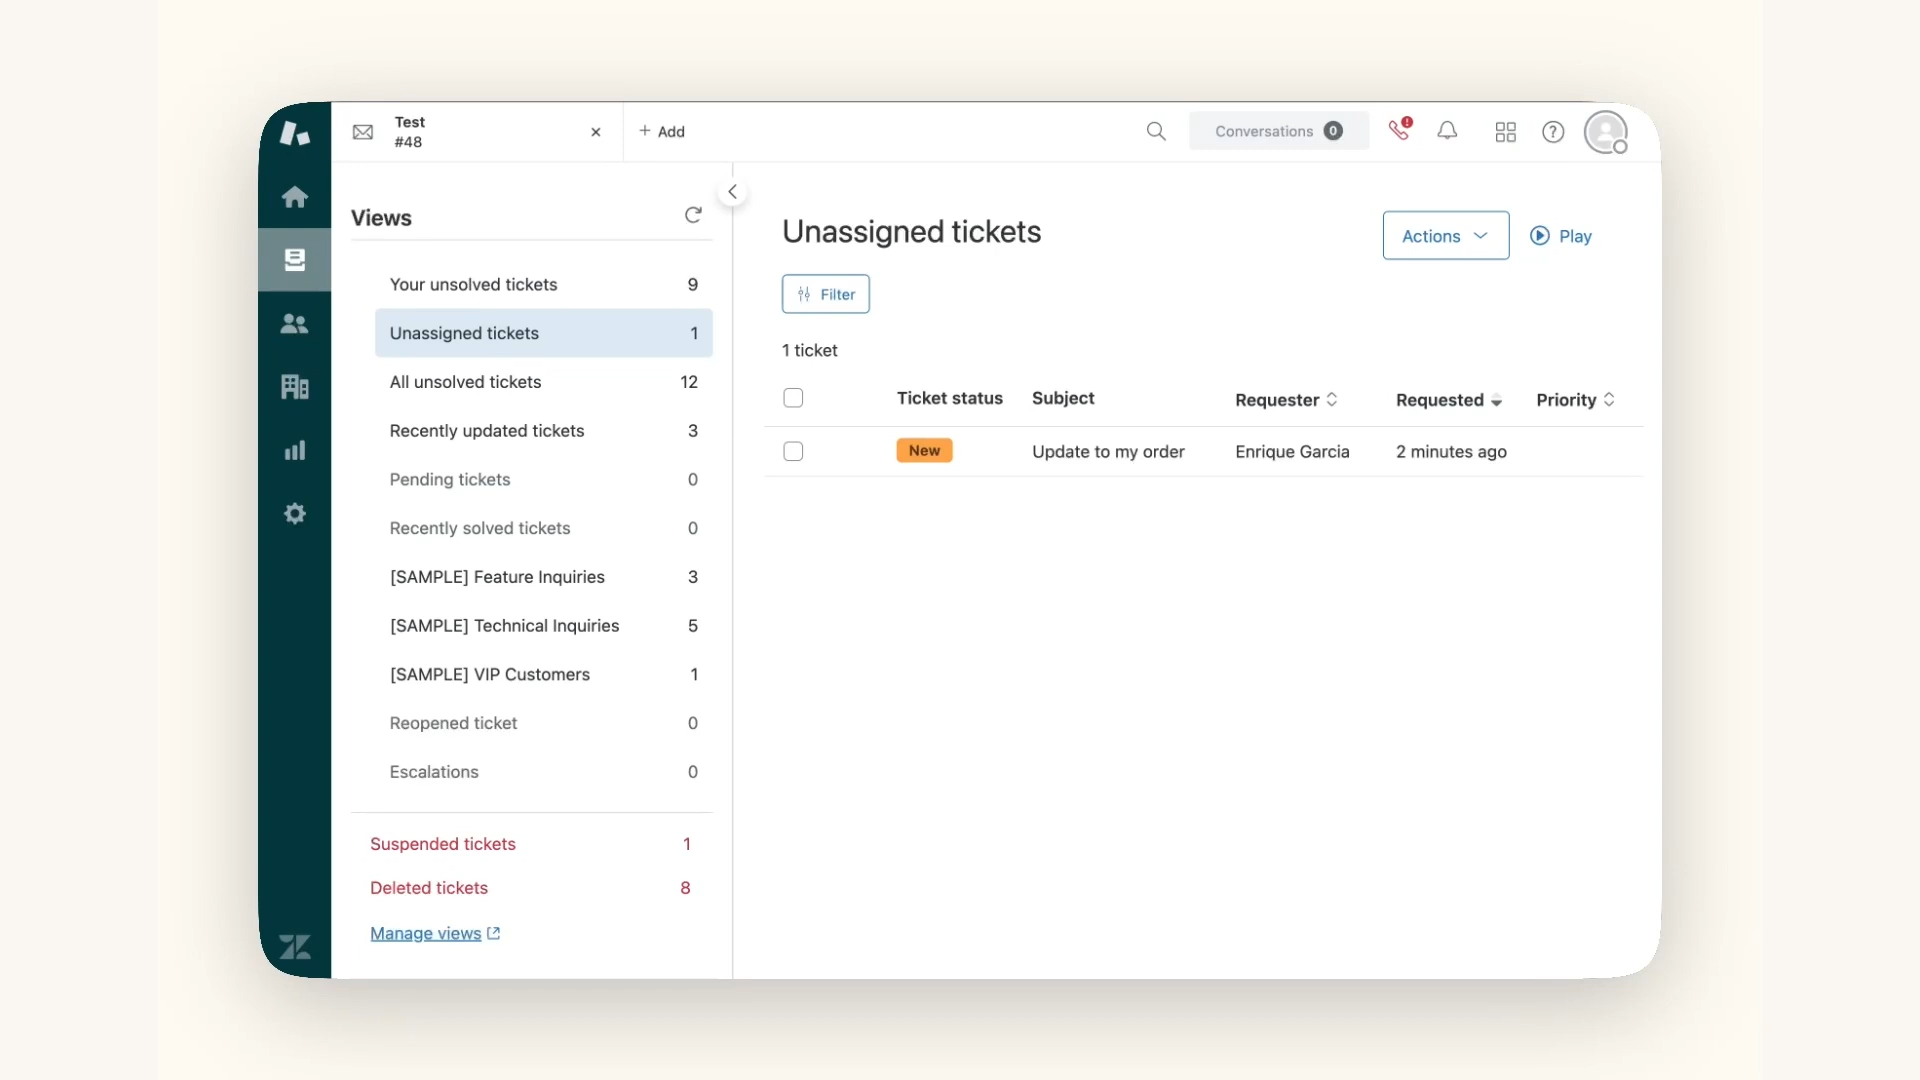 Test
#48
Add
Conversations 0
Views
Your unsolved tickets 9
Unassigned tickets 1
All unsolved tickets 12
Recently updated tickets 3
Pending tickets 0
Recently solved tickets 0
[SAMPLE] Feature Inquiries 3
[SAMPLE] Technical Inquiries 5
[SAMPLE] VIP Customers 1
Reopened ticket 0
Escalations 0
Suspended tickets 1
Deleted tickets 8
Manage views
Unassigned tickets
Actions
Play
Filter
1 ticket
Ticket status Subject Requester Requested Priority
New Update to my order Enrique Garcia 2 minutes ago